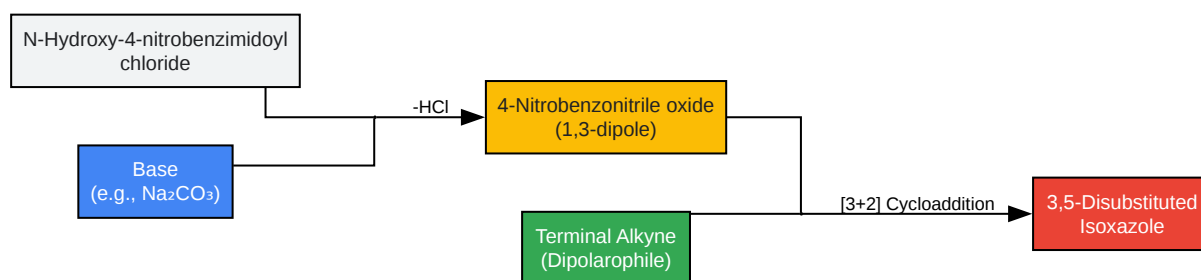 N-Hydroxy-4-nitrobenzimidoyl
chloride
Base
(e.g., Na₂CO₃)
-HCl
4-Nitrobenzonitrile oxide
(1,3-dipole)
Terminal Alkyne
(Dipolarophile)
[3+2] Cycloaddition
3,5-Disubstituted
Isoxazole